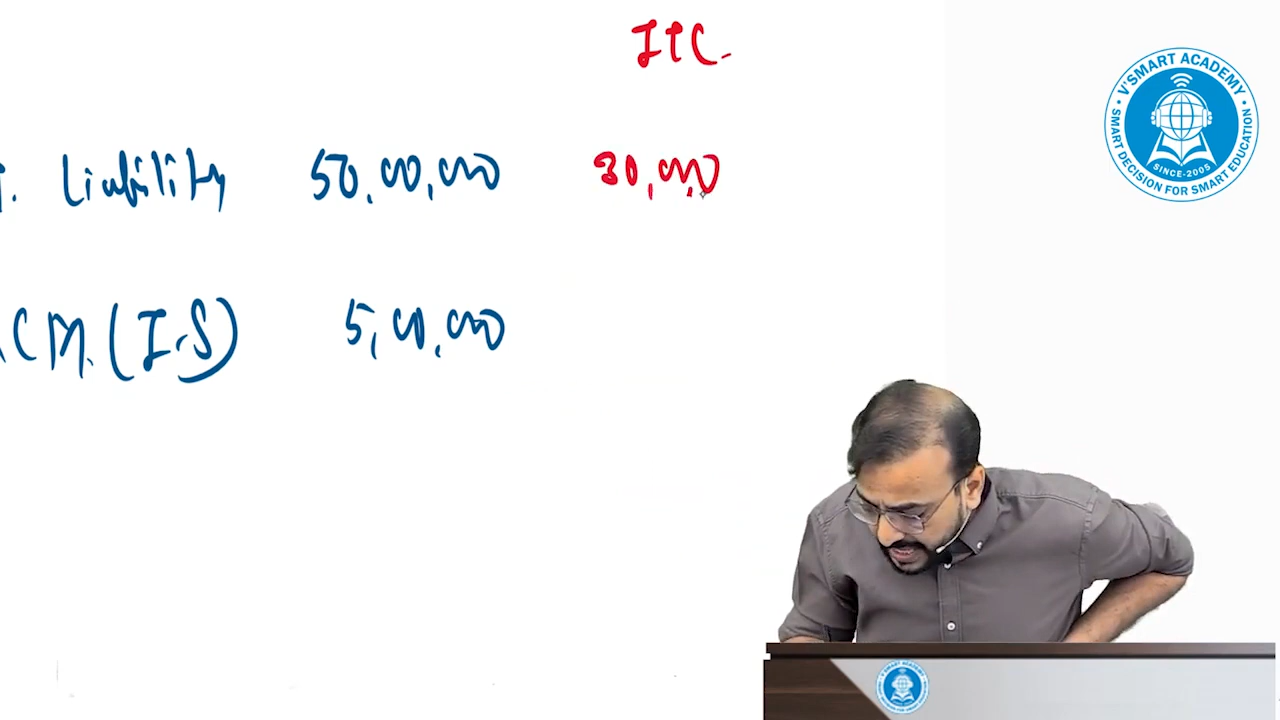 ITC.
. Liability 50,00,000 30,000
CM. (I.S) 5,00,000
V'SMART ACADEMY
SMART DECISION FOR SMART EDUCATION
SINCE-2005